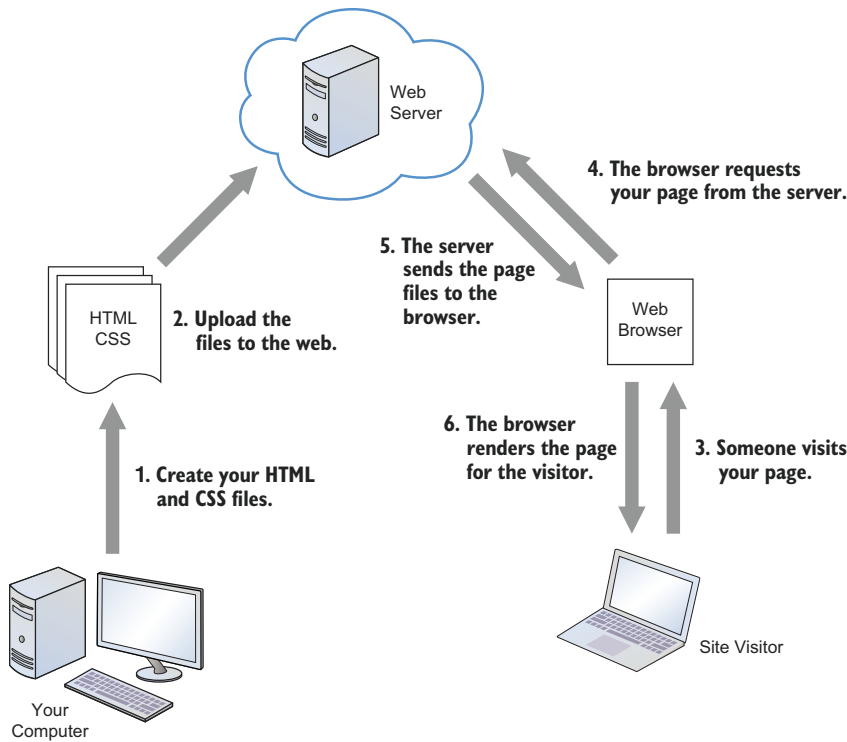 Web
Server
4. The browser requests
your page from the server.
5. The server
sends the page
files to the
browser.
HTML
CSS
2. Upload the
files to the web.
Web
Browser
6. The browser
renders the page
for the visitor.
3. Someone visits
your page.
1. Create your HTML
and CSS files.
Site Visitor
Your
Computer